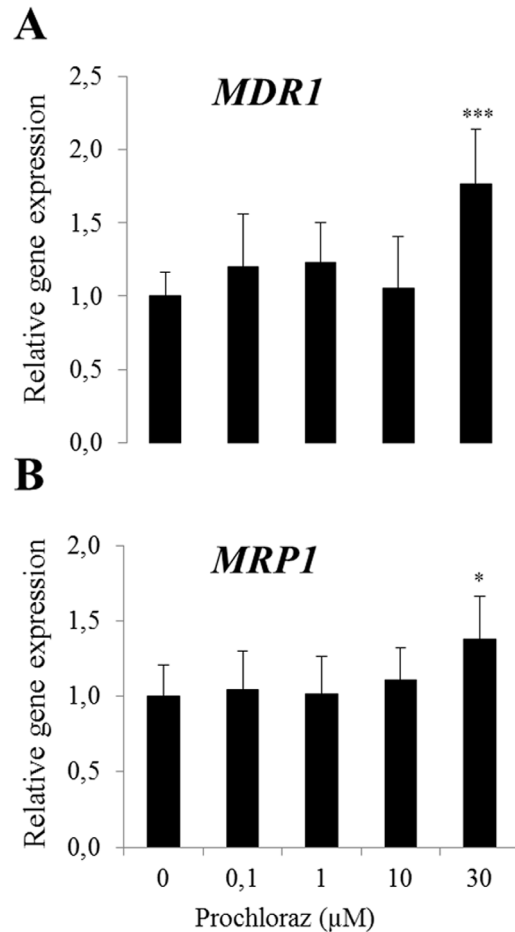 A
MDR1
Relative gene expression
2,5
2,0
1,5
1,0
0,5
0,0
***
B
MRP1
Relative gene expression
2,0
1,5
1,0
0,5
0,0
*
0 0,1 1 10 30
Prochloraz (µM)